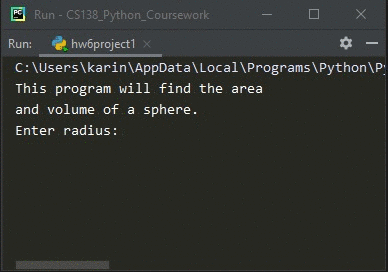 Run - CS138_Python_Coursework
Run: hw6project1
C:\Users\karin\AppData\Local\Programs\Python\
This program will find the area
and volume of a sphere.
Enter radius: